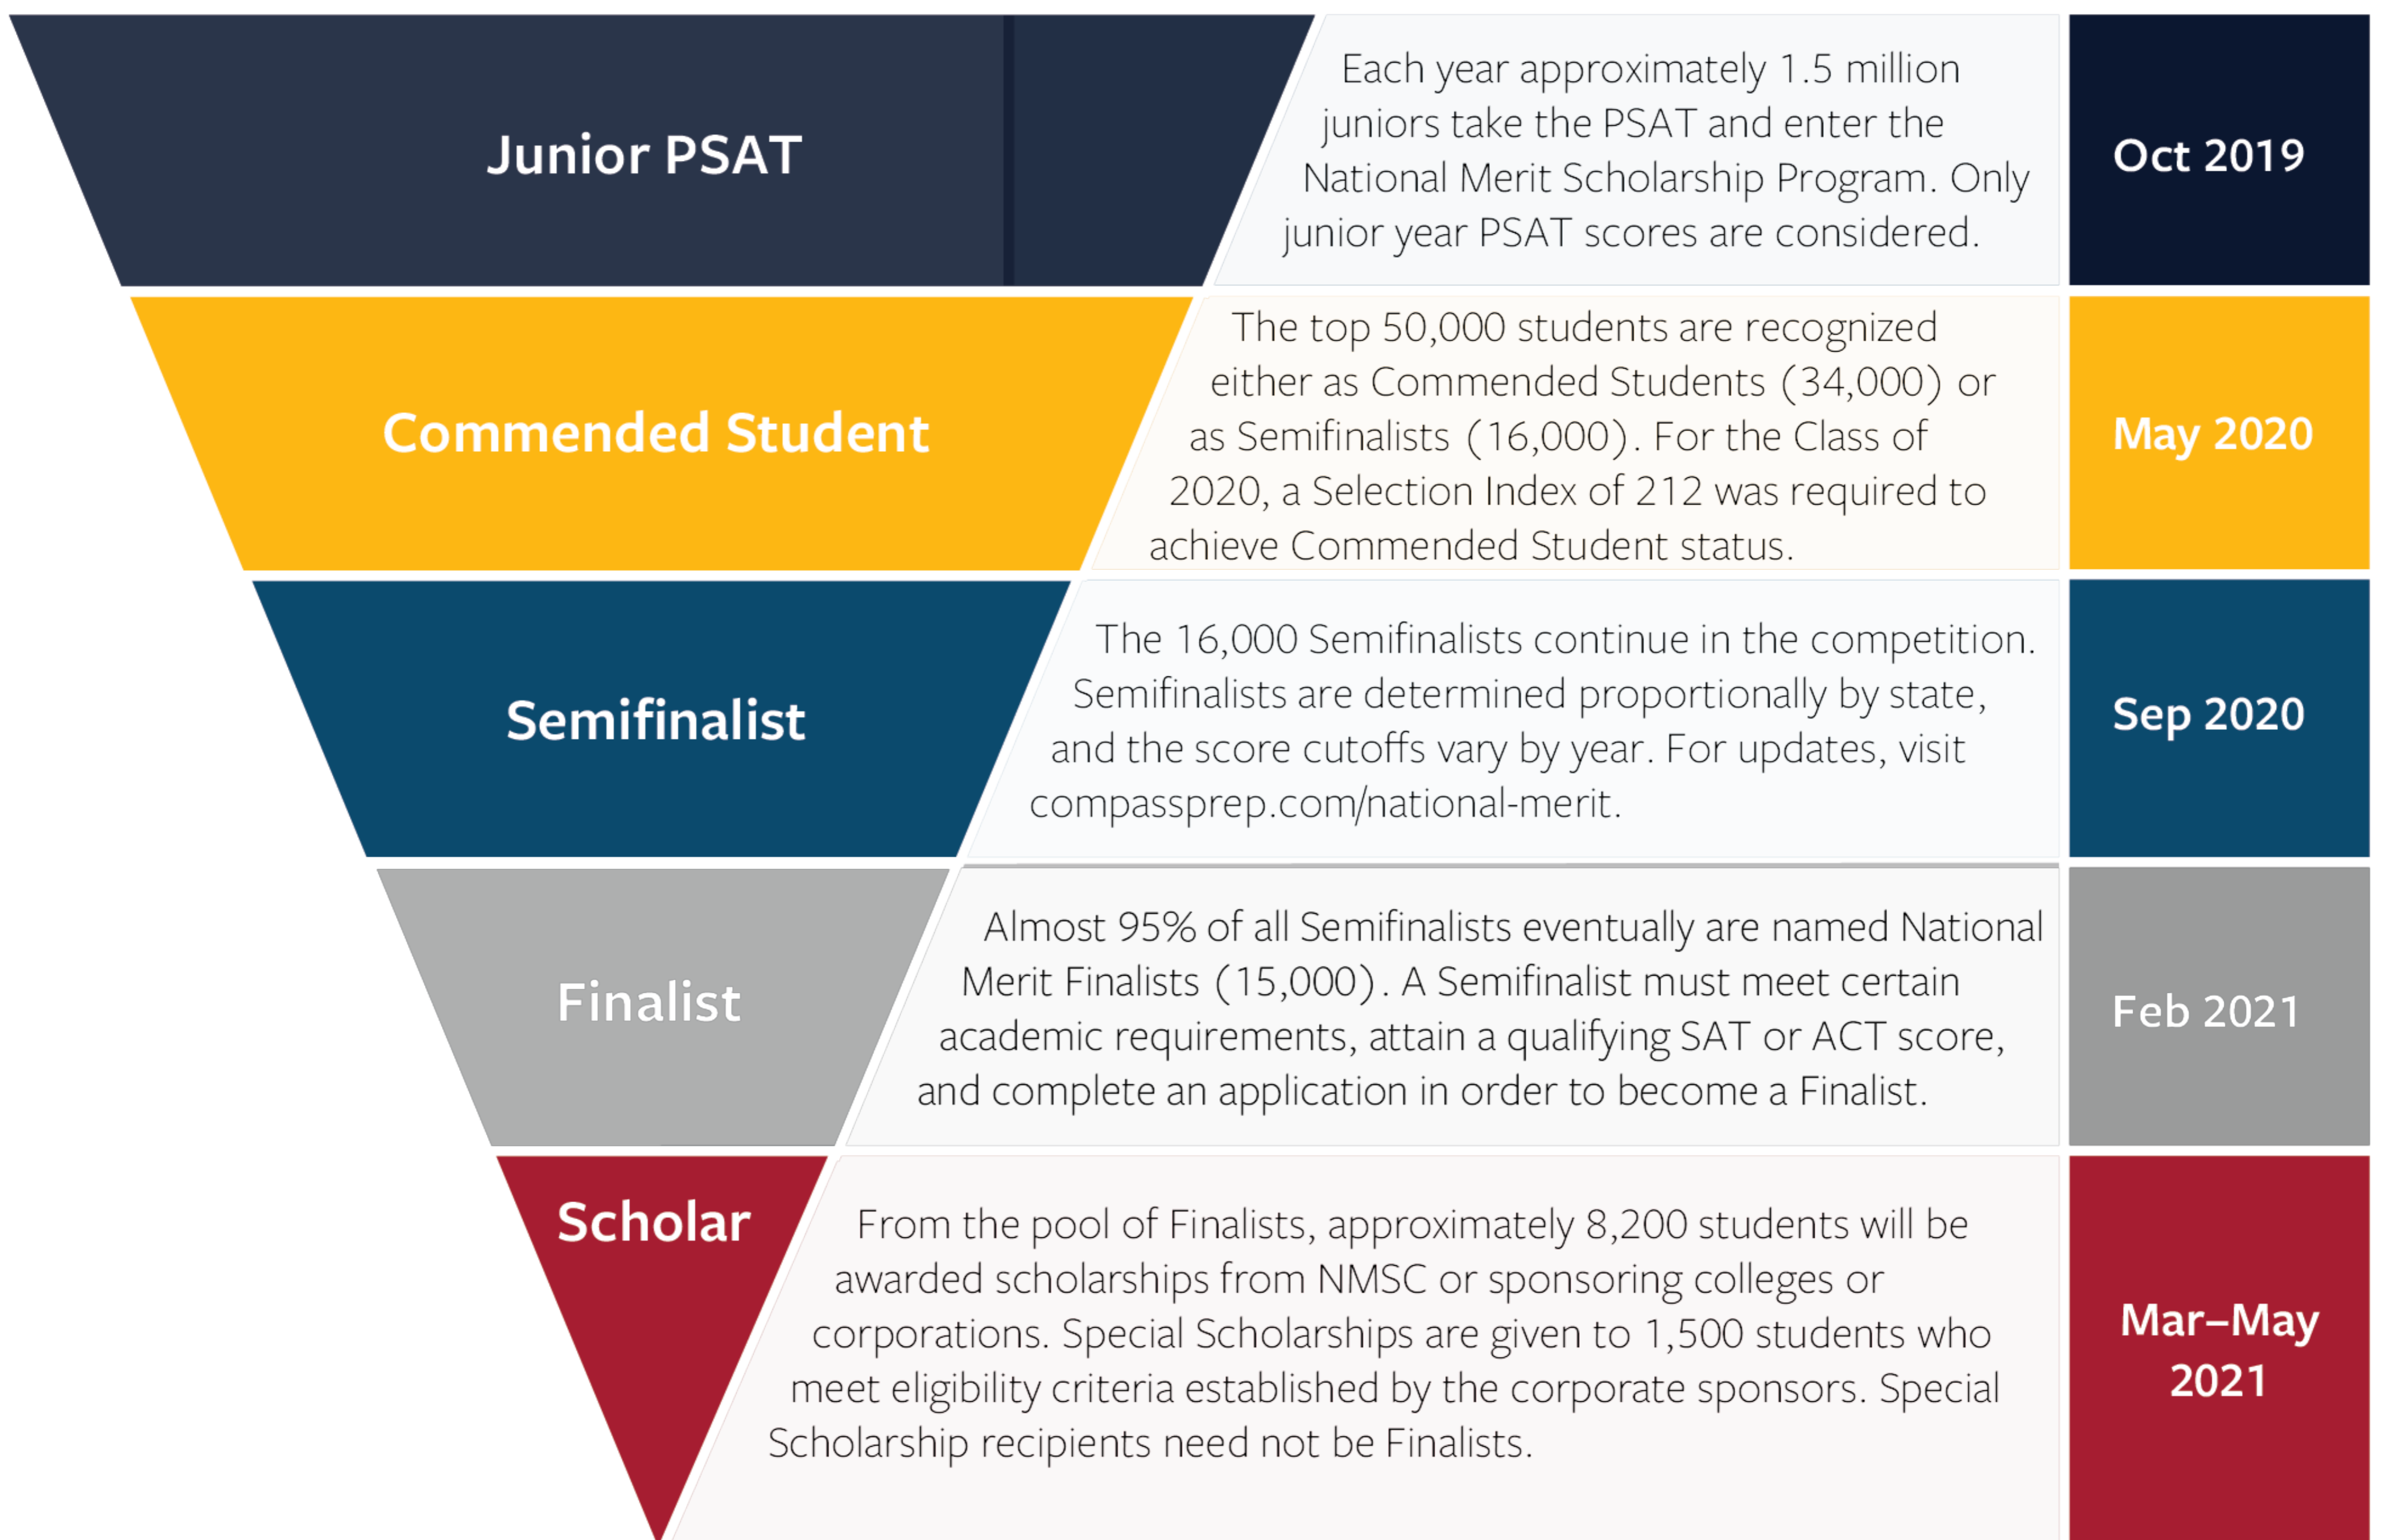 Junior PSAT
Each year approximately 1.5 million
juniors take the PSAT and enter the
National Merit Scholarship Program. Only
junior year PSAT scores are considered.
Oct 2019
Commended Student
The top 50,000 students are recognized
either as Commended Students (34,000) or
as Semifinalists (16,000). For the Class of
2020, a Selection Index of 212 was required to
achieve Commended Student status.
May 2020
Semifinalist
The 16,000 Semifinalists continue in the competition.
Semifinalists are determined proportionally by state,
and the score cutoffs vary by year. For updates, visit
compassprep.com/national-merit.
Sep 2020
Finalist
Almost 95% of all Semifinalists eventually are named National
Merit Finalists (15,000). A Semifinalist must meet certain
academic requirements, attain a qualifying SAT or ACT score,
and complete an application in order to become a Finalist.
Feb 2021
Scholar
From the pool of Finalists, approximately 8,200 students will be
awarded scholarships from NMSC or sponsoring colleges or
corporations. Special Scholarships are given to 1,500 students who
meet eligibility criteria established by the corporate sponsors. Special
Scholarship recipients need not be Finalists.
Mar–May
2021